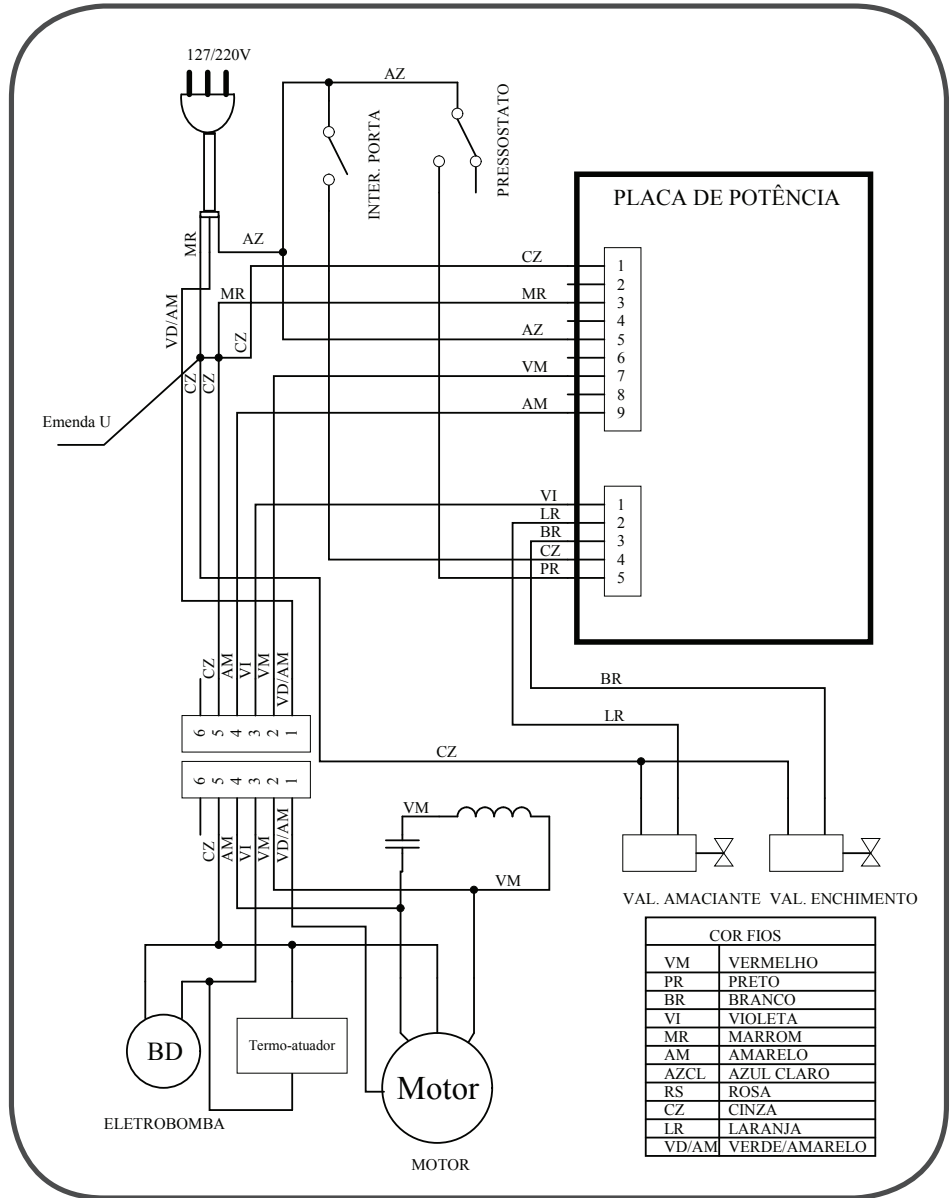 127/220V
AZ
INTER. PORTA
PRESSOSTATO
PLACA DE POTÊNCIA
MR
AZ
VD/AM
MR
CZ
CZ
CZ
Emenda U
CZ
MR
AZ
VM
AM
1
2
3
4
5
6
7
8
9
VI
LR
BR
CZ
PR
1
2
3
4
5
CZ
AM
VI
VM
VD/AM
6
5
4
3
2
1
BR
LR
CZ
6
5
4
3
2
1
CZ
AM
VI
VM
VD/AM
VM
VM
VAL. AMACIANTE
VAL. ENCHIMENTO
BD
ELETROBOMBA
Termo-atuador
Motor
MOTOR
COR FIOS
VM VERMELHO
PR PRETO
BR BRANCO
VI VIOLETA
MR MARROM
AM AMARELO
AZCL AZUL CLARO
RS ROSA
CZ CINZA
LR LARANJA
VD/AM VERDE/AMARELO